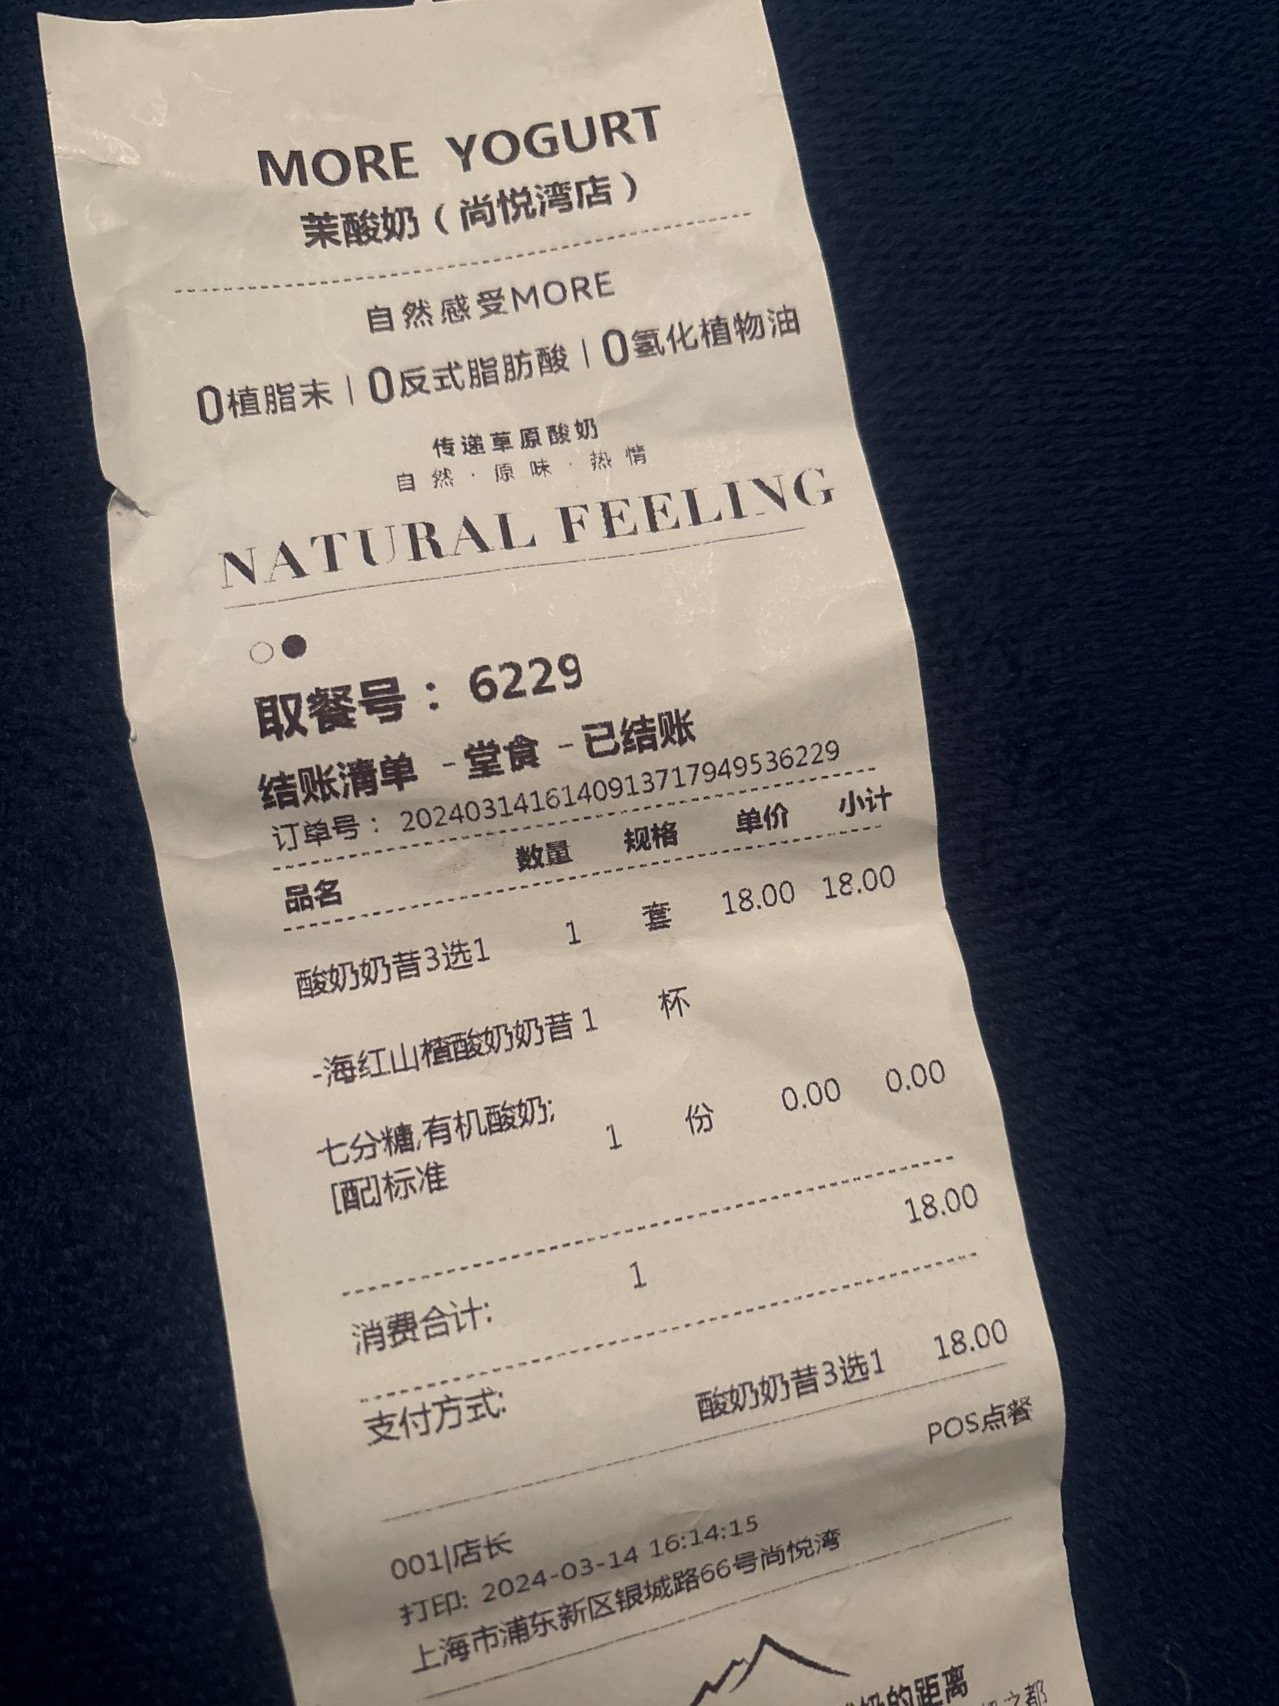 MORE YOGURT
茉酸奶（尚悦湾店）
自然感受MORE
0植脂末|0反式脂肪酸|0氢化植物油
传递草原酸奶
自然·原味·热情
NATURAL FEELING
取餐号：6229
结账清单 -堂食 -已结账
订单号：20240314161409137179495​36229
品名 数量 规格 单价 小计
酸奶奶昔3选1 1 套 18.00 18.00
-海红山楂酸奶奶昔 1 杯
七分糖,有机酸奶; 1 份 0.00 0.00
[配]标准
消费合计: 1 18.00
支付方式: 酸奶奶昔3选1 18.00
POS点餐
001|店长
打印: 2024-03-14 16:14:15
上海市浦东新区银城路66号尚悦湾
的距离
之都